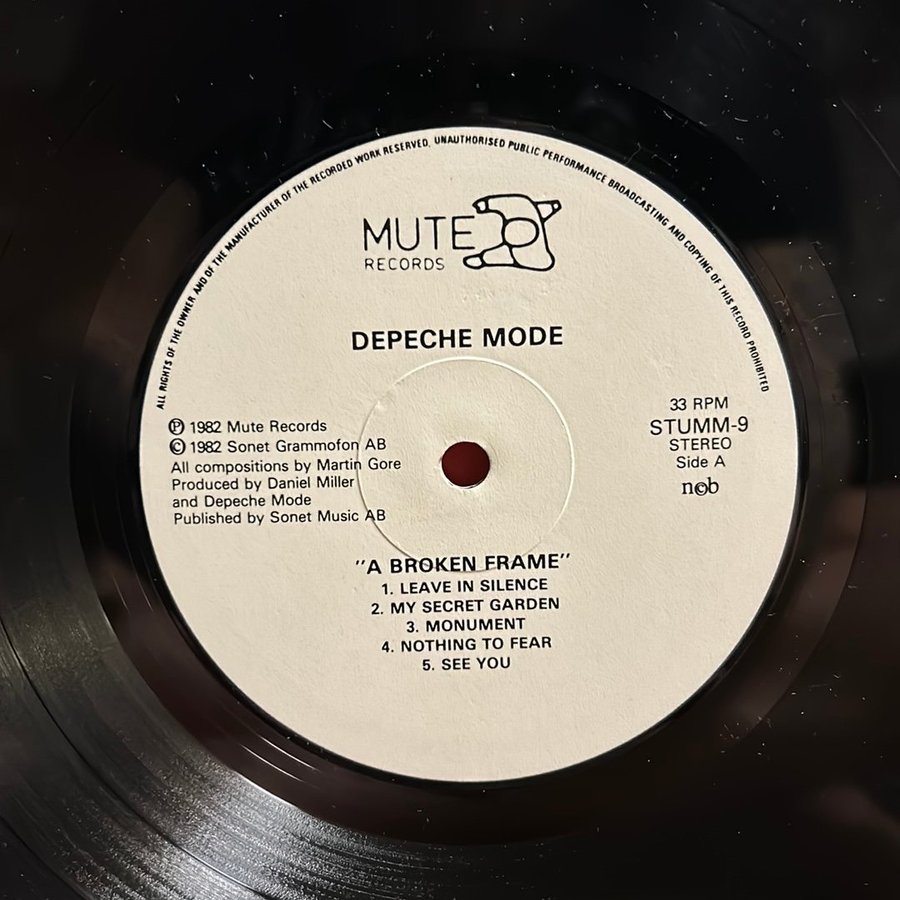 ALL RIGHTS OF THE OWNER AND OF THE MANUFACTURER OF THE RECORDED WORK RESERVED, UNAUTHORISED PUBLIC PERFORMANCE BROADCASTING AND COPYING OF THIS RECORD PROHIBITED
MUTE
RECORDS
DEPECHE MODE
℗ 1982 Mute Records
© 1982 Sonet Grammofon AB
All compositions by Martin Gore
Produced by Daniel Miller
and Depeche Mode
Published by Sonet Music AB
33 RPM
STUMM-9
STEREO
Side A
ncb
"A BROKEN FRAME"
1. LEAVE IN SILENCE
2. MY SECRET GARDEN
3. MONUMENT
4. NOTHING TO FEAR
5. SEE YOU